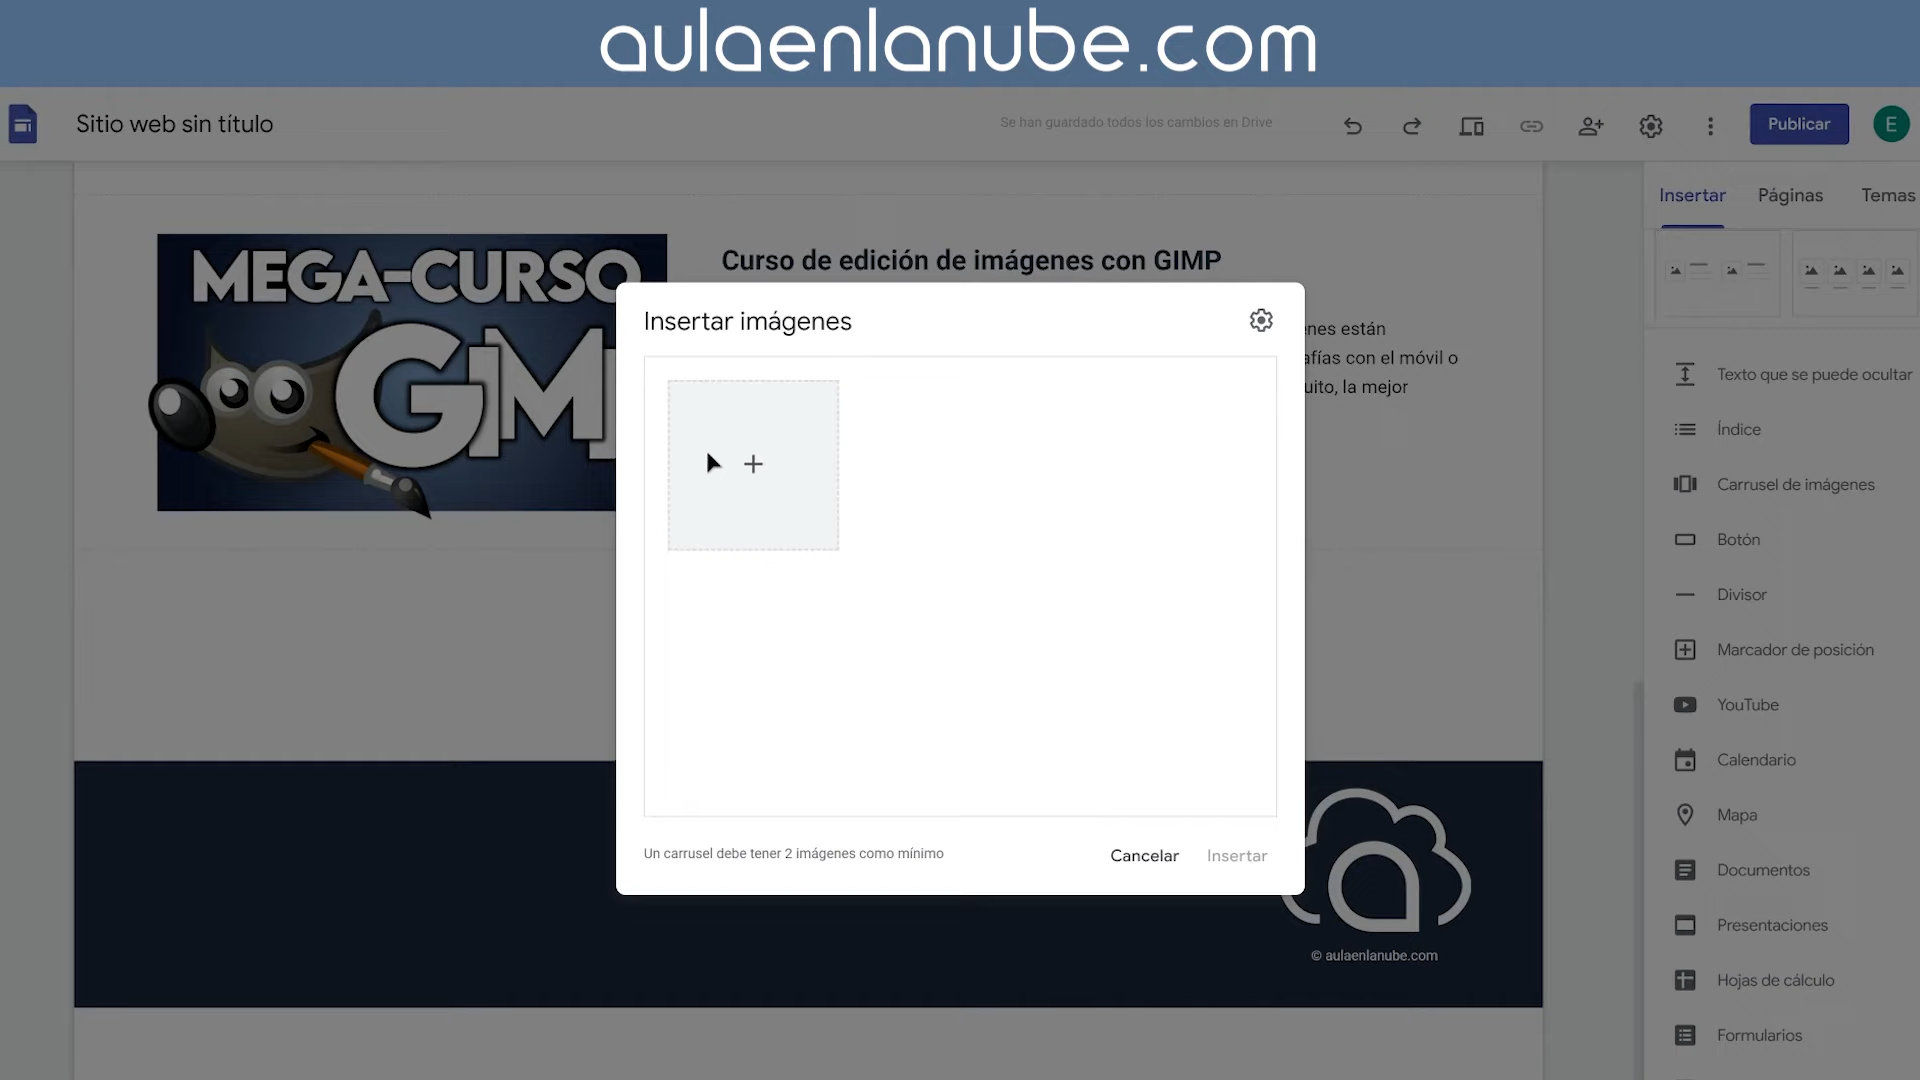 aulaenlanube.com
Sitio web sin título
Se han guardado todos los cambios en Drive
Publicar
E
Insertar
Páginas
Temas
MEGA-CURSO
GIM
Curso de edición de imágenes con GIMP
enes están
afías con el móvil o
uito, la mejor
Insertar imágenes
Un carrusel debe tener 2 imágenes como mínimo
Cancelar
Insertar
Texto que se puede ocultar
Índice
Carrusel de imágenes
Botón
Divisor
Marcador de posición
YouTube
Calendario
Mapa
Documentos
Presentaciones
Hojas de cálculo
Formularios
© aulaenlanube.com